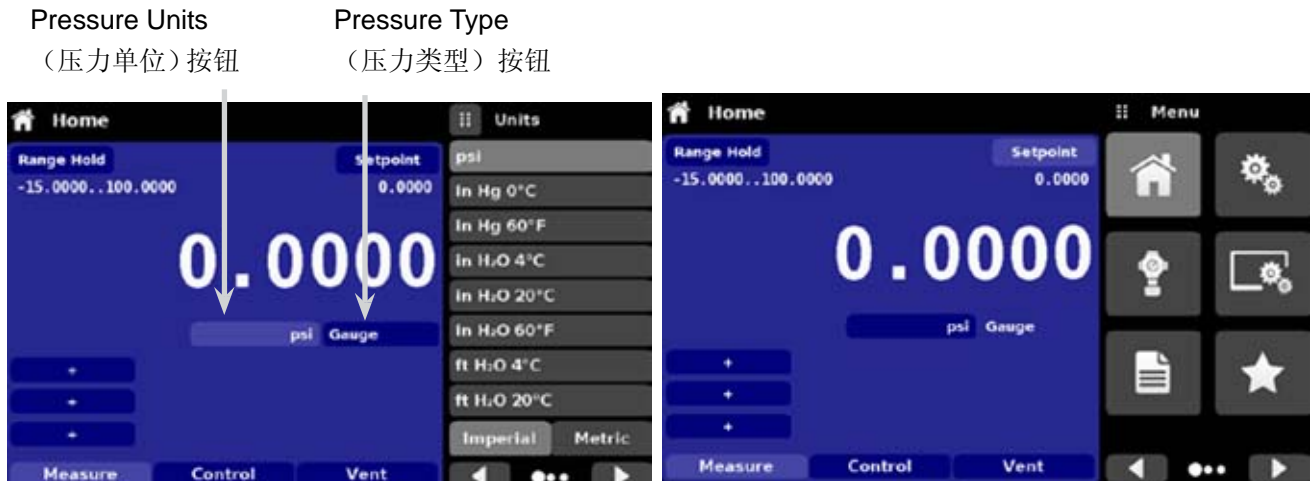 Pressure Units
（压力单位）按钮
Pressure Type
（压力类型）按钮
Home
Units
Range Hold
Setpoint
-15.0000..100.0000
0.0000
0.0000
psi
Gauge
+
+
+
Measure
Control
Vent
psi
In Hg 0°C
In Hg 60°F
in H₂O 4°C
in H₂O 20°C
in H₂O 60°F
ft H₂O 4°C
ft H₂O 20°C
Imperial
Metric
Home
Menu
Range Hold
Setpoint
-15.0000..100.0000
0.0000
0.0000
psi
Gauge
+
+
+
Measure
Control
Vent